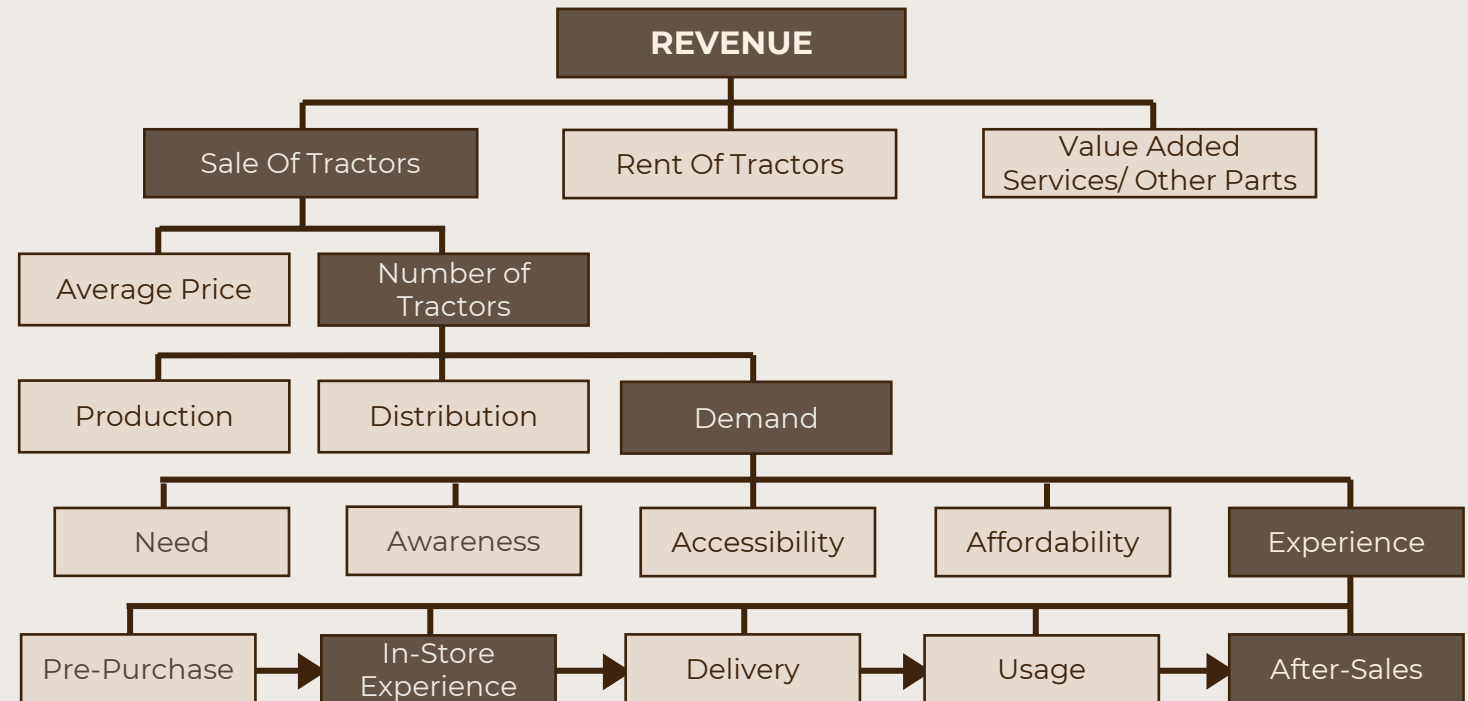 REVENUE
Sale Of Tractors
Rent Of Tractors
Value Added
Services/ Other Parts
Average Price
Number of
Tractors
Production
Distribution
Demand
Need
Awareness
Accessibility
Affordability
Experience
Pre-Purchase
In-Store
Experience
Delivery
Usage
After-Sales